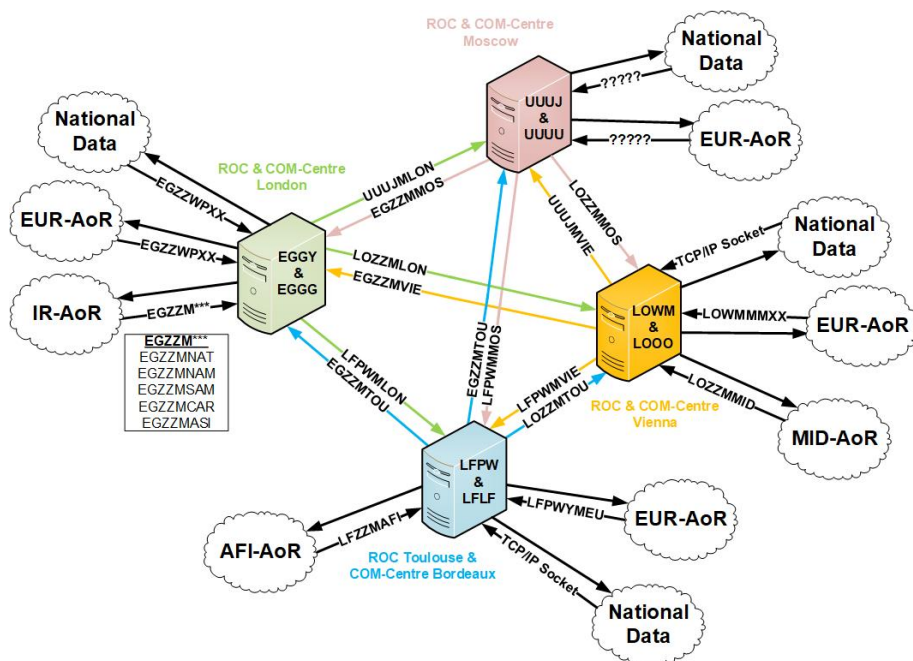 ROC & COM-Centre
Moscow
National
Data
?????
UUUJ
&
UUUU
?????
EUR-AoR
National
Data
EGZZWPXX
ROC & COM-Centre
London
UUUJMLON
EGZZMMOS
LOZZMMOS
UUUJMVIE
EUR-AoR
EGZZWPXX
EGGY
&
EGGG
LOZZMLON
EGZZMVIE
TCP/IP Socket
National
Data
IR-AoR
EGZZM***
LOWM
&
LOOO
LOWMMMXX
EUR-AoR
EGZZM***
EGZZMNAT
EGZZMNAM
EGZZMSAM
EGZZMCAR
EGZZMASI
LFPWMLON
EGZZMTOU
EGZZMTOU
LFPWMMOS
LFPWMVIE
LOZZMTOU
ROC & COM-Centre
Vienna
LOZZMMID
MID-AoR
LFPW
&
LFLF
LFPWYMEU
EUR-AoR
AFI-AoR
LFZZMAFI
ROC Toulouse &
COM-Centre Bordeaux
TCP/IP Socket
National
Data